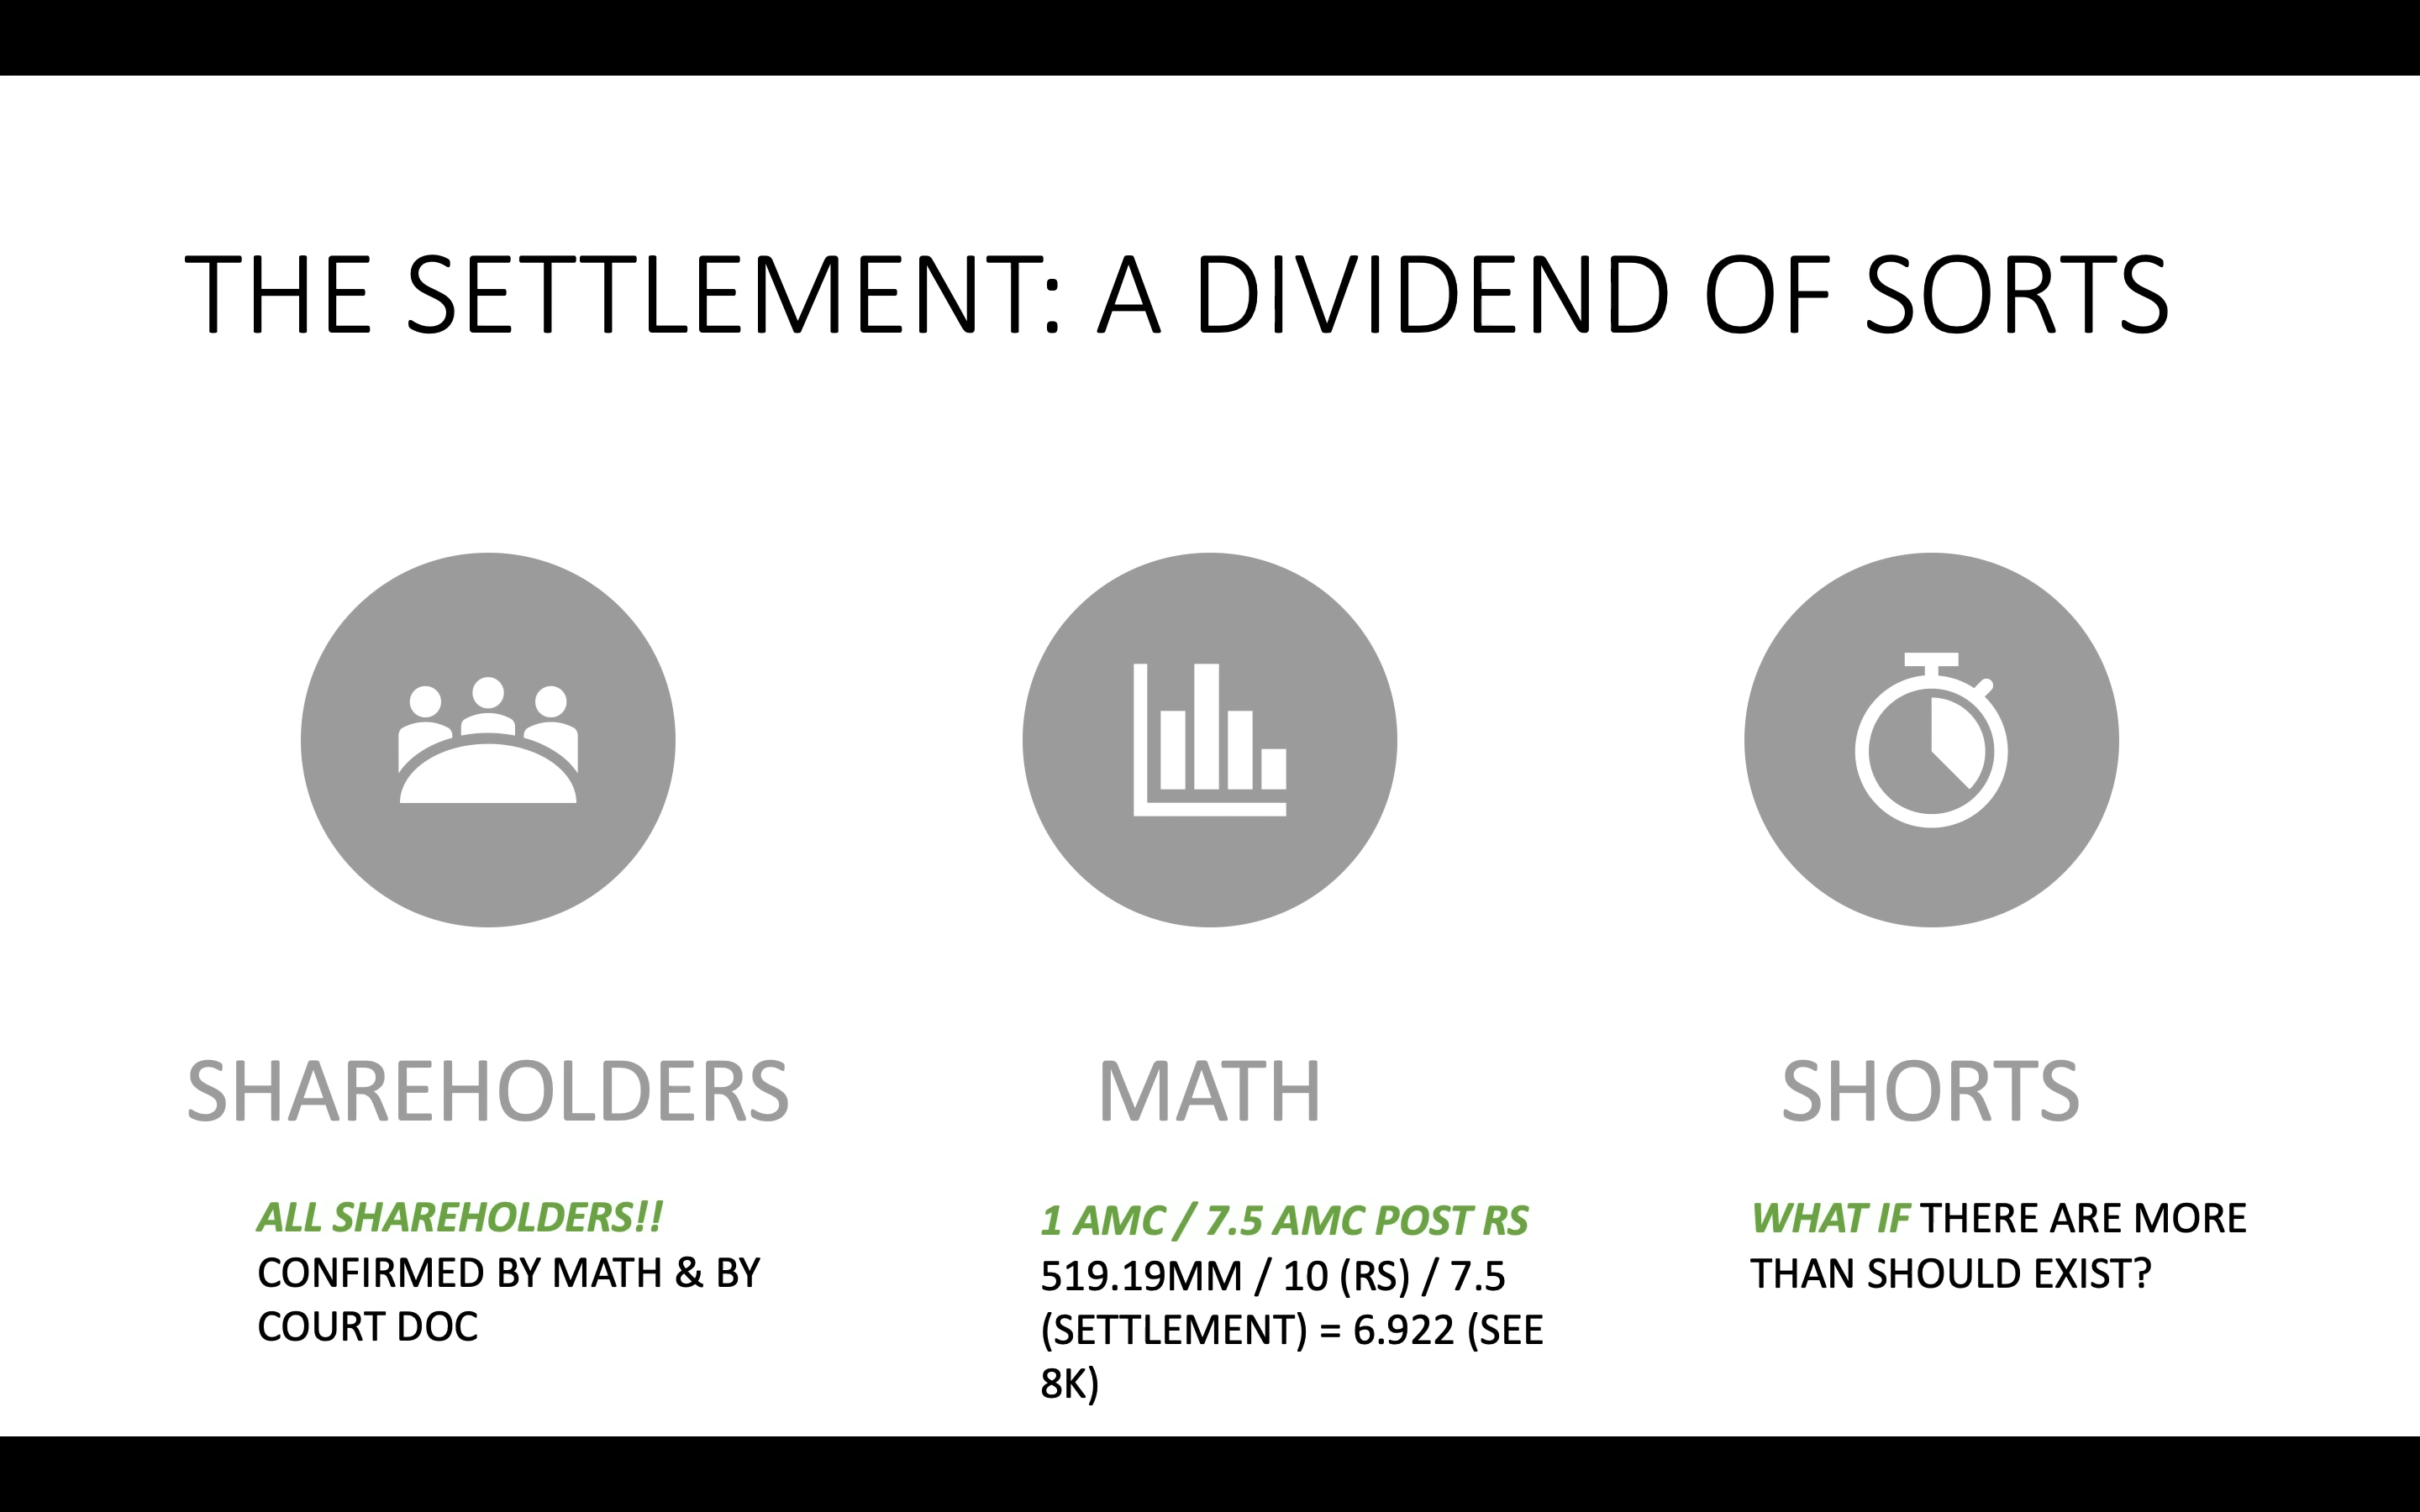 THE SETTLEMENT: A DIVIDEND OF SORTS
SHAREHOLDERS
ALL SHAREHOLDERS!!
CONFIRMED BY MATH & BY
COURT DOC
MATH
1 AMC / 7.5 AMC POST RS
519.19MM / 10 (RS) / 7.5
(SETTLEMENT) = 6.922 (SEE
8K)
SHORTS
WHAT IF THERE ARE MORE
THAN SHOULD EXIST?